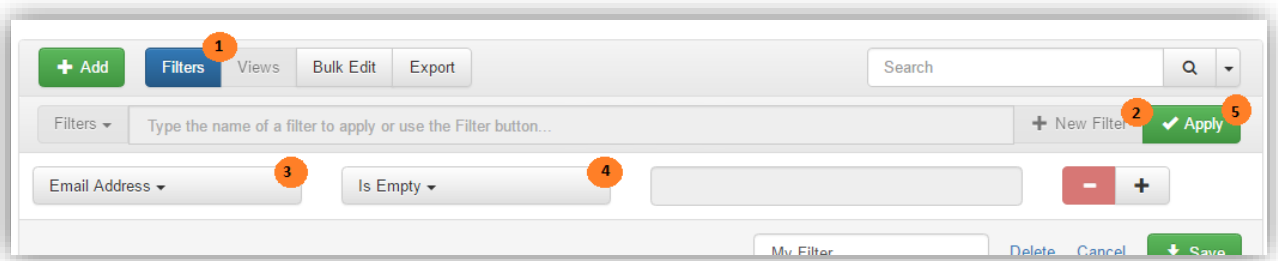 1
+ Add Filters Views Bulk Edit Export Search
2 5
Filters Type the name of a filter to apply or use the Filter button... + New Filter Apply
3 4
Email Address Is Empty - +
My Filter Delete Cancel Save